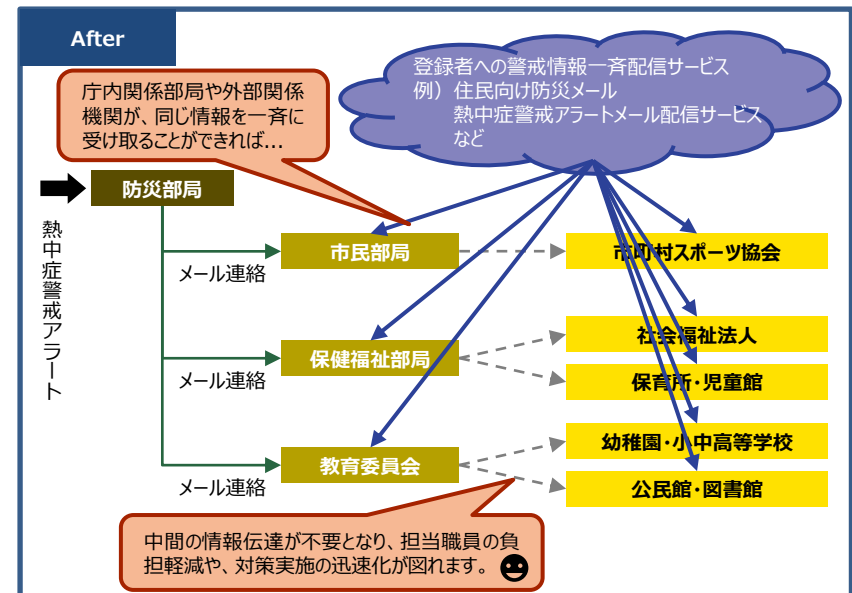 After
登録者への警戒情報一斉配信サービス
例）住民向け防災メール
熱中症警戒アラートメール配信サービス
など
庁内関係部局や外部関係
機関が、同じ情報を一斉に
受け取ることができれば…
防災部局
熱中症警戒アラート
メール連絡
市民部局
市町村スポーツ協会
メール連絡
保健福祉部局
社会福祉法人
保育所・児童館
メール連絡
教育委員会
幼稚園・小中高等学校
公民館・図書館
中間の情報伝達が不要となり、担当職員の負
担軽減や、対策実施の迅速化が図れます。